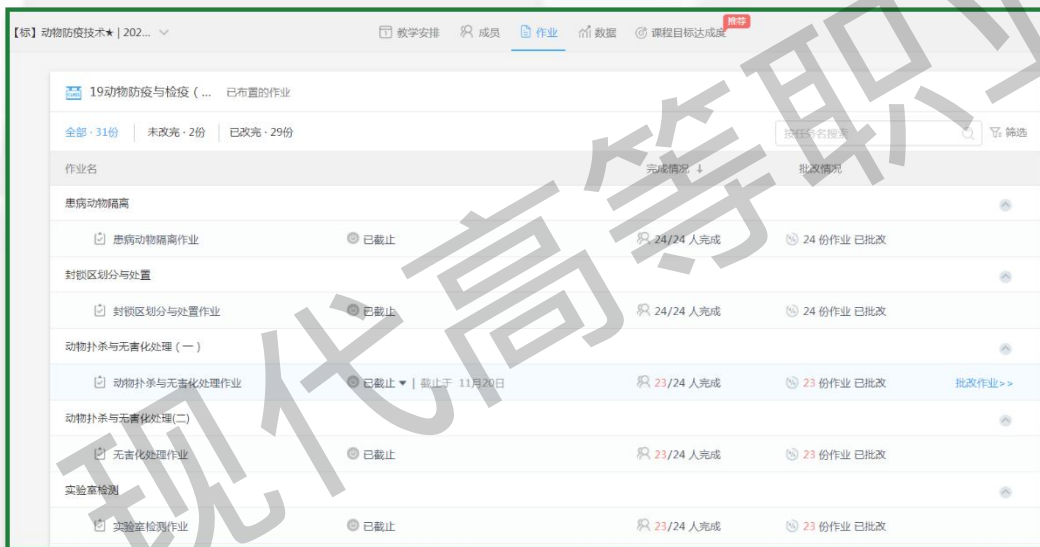 【标】动物防疫技术★ | 202... 教学安排 成员 作业 数据 课程目标达成度 推荐
19动物防疫与检疫 ( ... 已布置的作业
全部 · 31份 未改完 · 2份 已改完 · 29份 按任务名搜索 筛选
作业名 完成情况 ↓ 批改情况
患病动物隔离
患病动物隔离作业 已截止 24/24 人完成 24 份作业 已批改
封锁区划分与处置
封锁区划分与处置作业 已截止 24/24 人完成 24 份作业 已批改
动物扑杀与无害化处理 ( 一 )
动物扑杀与无害化处理作业 已截止 ▾ | 截止于 11月20日 23/24 人完成 23 份作业 已批改 批改作业>>
动物扑杀与无害化处理(二)
无害化处理作业 已截止 23/24 人完成 23 份作业 已批改
实验室检测
实验室检测作业 已截止 23/24 人完成 23 份作业 已批改
现代高等职业